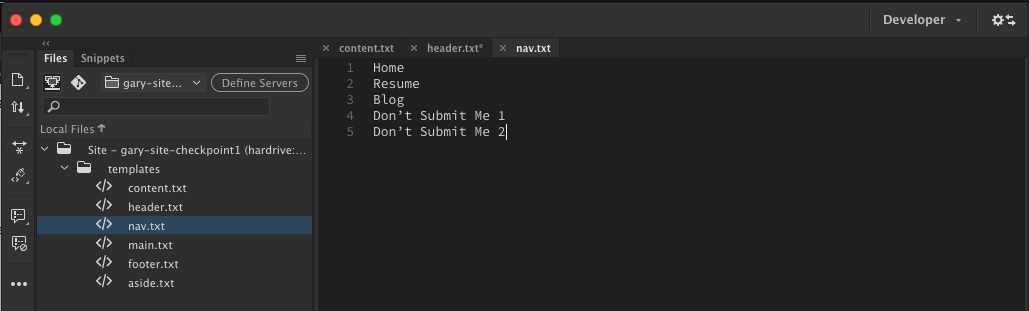 Developer
Files Snippets
gary-site... Define Servers
Local Files
Site - gary-site-checkpoint1 (hardrive:...
templates
content.txt
header.txt
nav.txt
main.txt
footer.txt
aside.txt
content.txt header.txt* nav.txt
1 Home
2 Resume
3 Blog
4 Don’t Submit Me 1
5 Don’t Submit Me 2